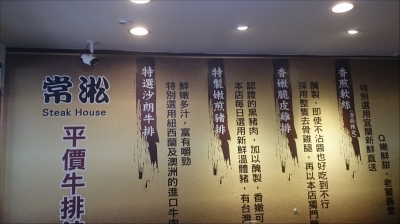 常淞
Steak House
平價牛排
特選沙朗牛排
鮮嫩多汁，富有嚼勁
特別選用紐西蘭及澳洲的進口牛肉
特製嫩煎豬排
認證的黑豬肉，加以醃製，香嫩可
本店每日選用新鮮溫體豬，有台灣
香嫩脆皮雞排
醃製，即使不沾醬也好吃到不行
採用整隻去骨雞腿，再以本店獨門
香煎軟絲
Q嫩鮮甜，老饕最愛
特別選用宜蘭新鮮直送